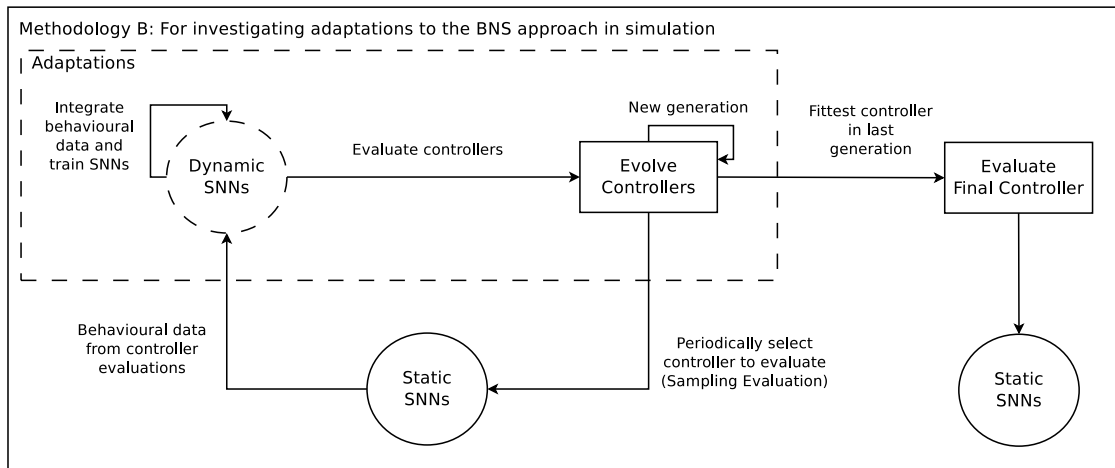 Methodology B: For investigating adaptations to the BNS approach in simulation
Adaptations
Integrate
behavioural
data and
train SNNs
Dynamic
SNNs
Evaluate controllers
New generation
Evolve
Controllers
Fittest controller
in last
generation
Evaluate
Final Controller
Behavioural data
from controller
evaluations
Static
SNNs
Periodically select
controller to evaluate
(Sampling Evaluation)
Static
SNNs